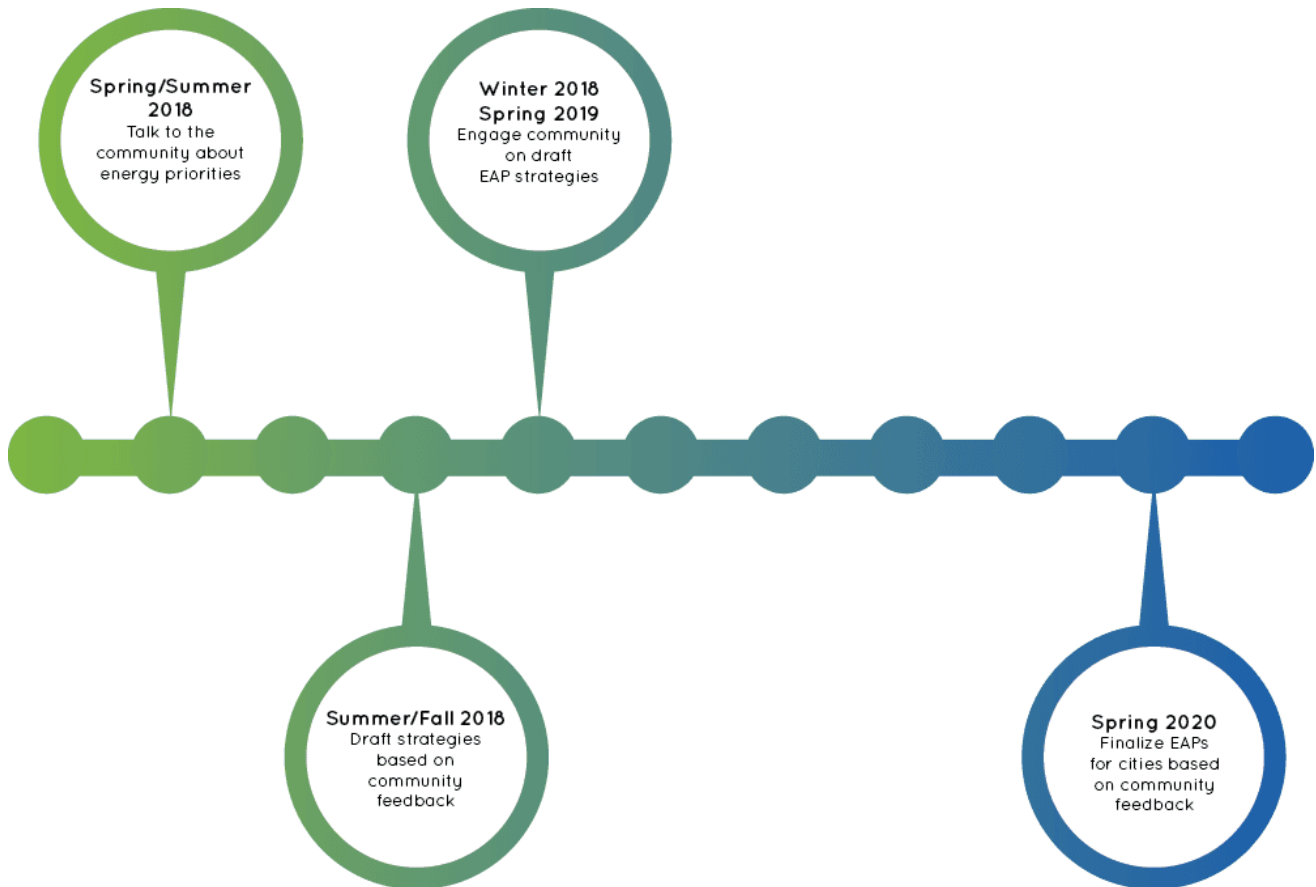 Spring/Summer
2018
Talk to the
community about
energy priorities
Winter 2018
Spring 2019
Engage community
on draft
EAP strategies
Summer/Fall 2018
Draft strategies
based on
community
feedback
Spring 2020
Finalize EAPs
for cities based
on community
feedback